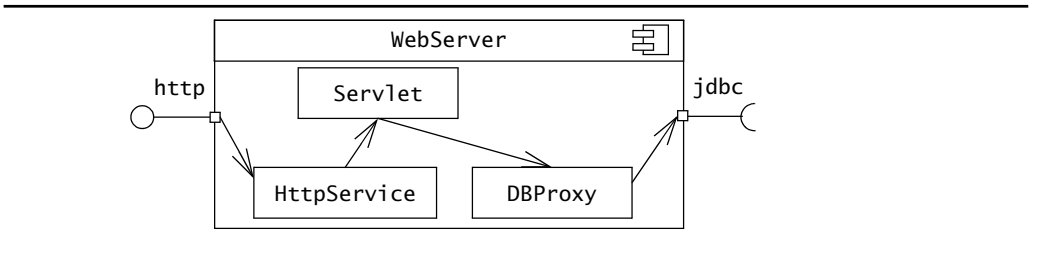 WebServer
http
jdbc
Servlet
HttpService
DBProxy